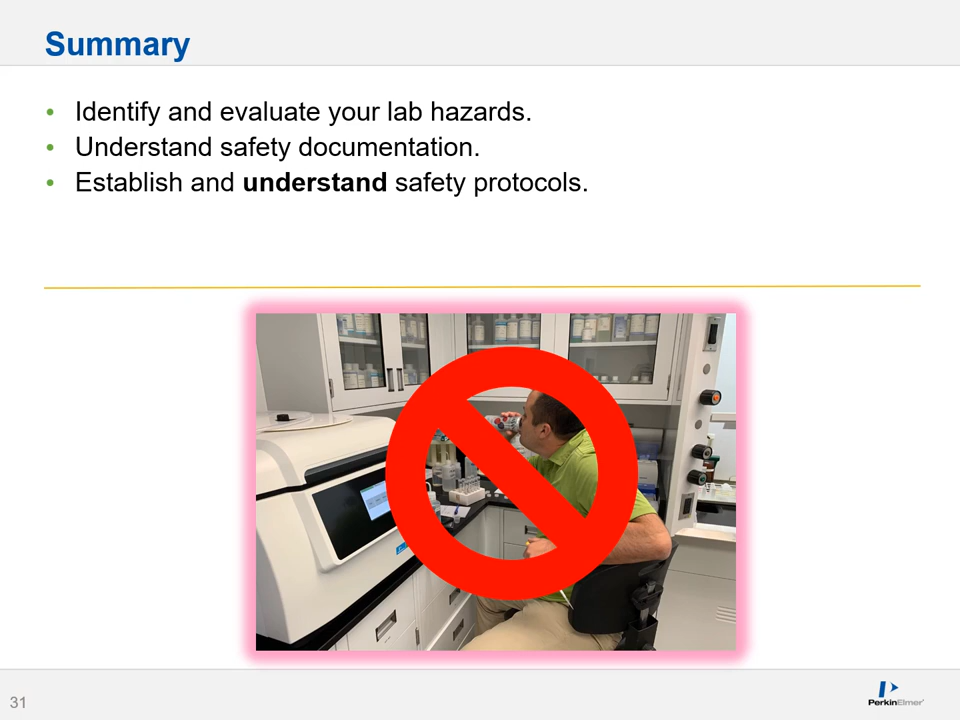 Summary
• Identify and evaluate your lab hazards.
• Understand safety documentation.
• Establish and understand safety protocols.
31
PerkinElmer